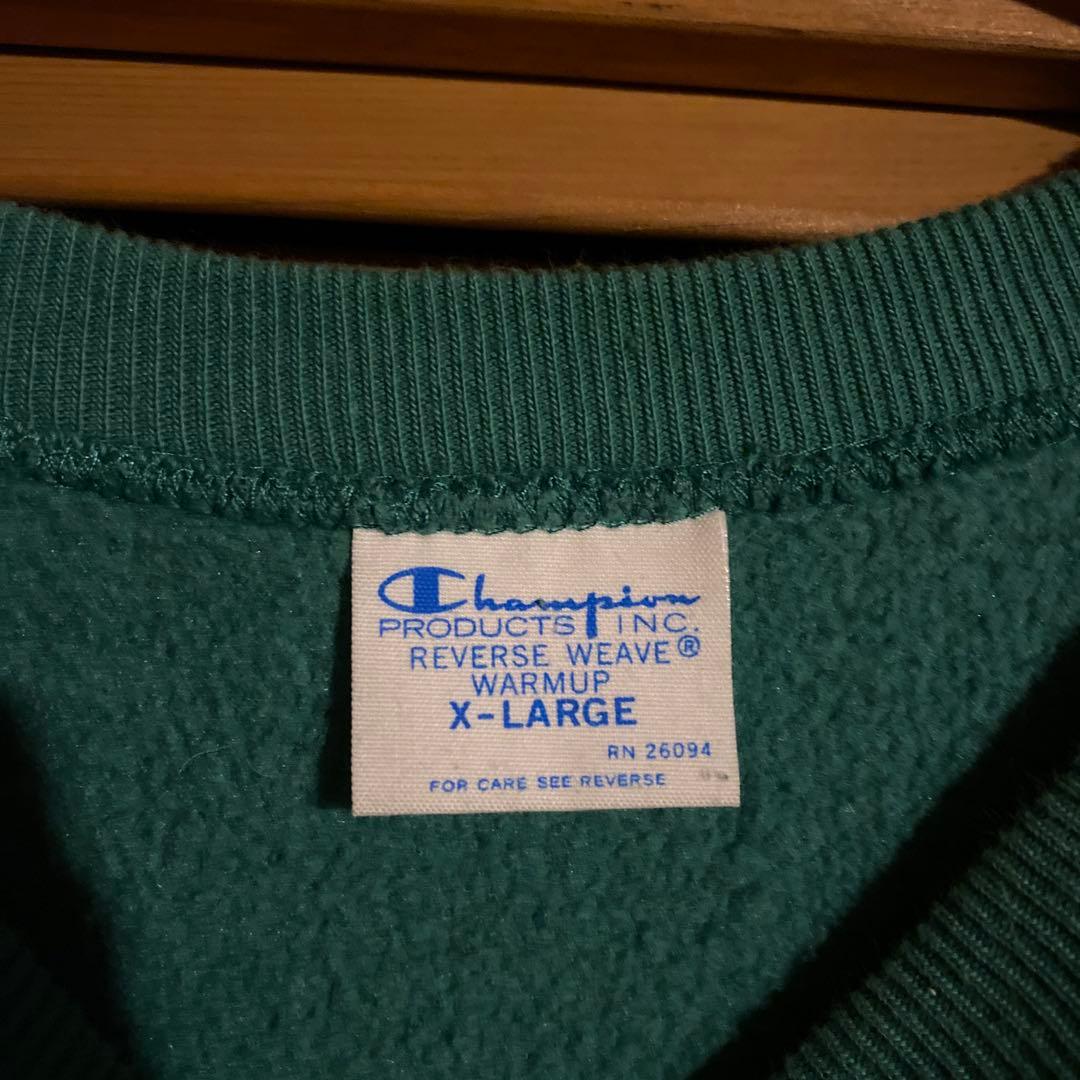 Champion
PRODUCTS INC.
REVERSE WEAVE®
WARMUP
X-LARGE
RN 26094
FOR CARE SEE REVERSE